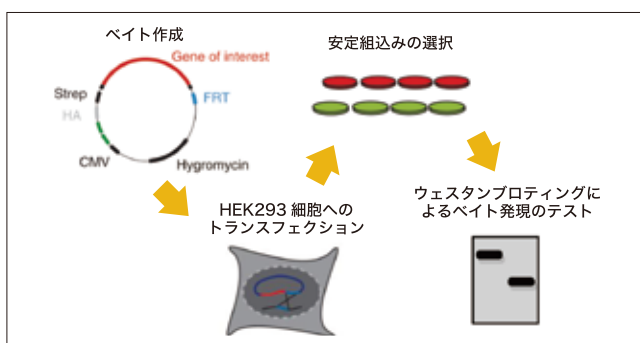 ベイト作成
Gene of interest
Strep
HA
FRT
CMV
Hygromycin
HEK293 細胞への
トランスフェクション
安定組込みの選択
ウェスタンブロティングに
よるベイト発現のテスト